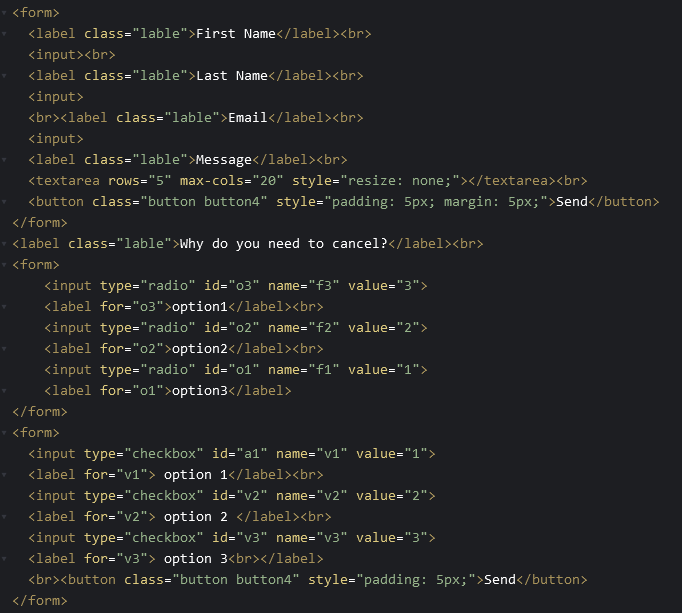 <form>
<label class="lable">First Name</label><br>
<input><br>
<label class="lable">Last Name</label><br>
<input>
<br><label class="lable">Email</label><br>
<input>
<label class="lable">Message</label><br>
<textarea rows="5" max-cols="20" style="resize: none;"></textarea><br>
<button class="button button4" style="padding: 5px; margin: 5px;">Send</button>
</form>
<label class="lable">Why do you need to cancel?</label><br>
<form>
<input type="radio" id="o3" name="f3" value="3">
<label for="o3">option1</label><br>
<input type="radio" id="o2" name="f2" value="2">
<label for="o2">option2</label><br>
<input type="radio" id="o1" name="f1" value="1">
<label for="o1">option3</label>
</form>
<form>
<input type="checkbox" id="a1" name="v1" value="1">
<label for="v1"> option 1</label><br>
<input type="checkbox" id="v2" name="v2" value="2">
<label for="v2"> option 2 </label><br>
<input type="checkbox" id="v3" name="v3" value="3">
<label for="v3"> option 3<br></label>
<br><button class="button button4" style="padding: 5px;">Send</button>
</form>